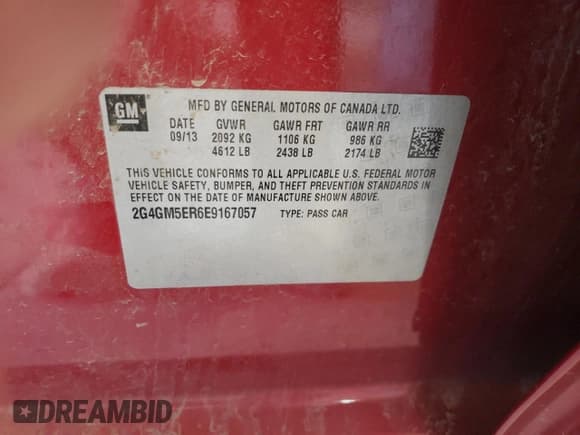 GM
MFD BY GENERAL MOTORS OF CANADA LTD.
DATE GVWR GAWR FRT GAWR RR
09/13 2092 KG 1106 KG 986 KG
4612 LB 2438 LB 2174 LB
THIS VEHICLE CONFORMS TO ALL APPLICABLE U.S. FEDERAL MOTOR
VEHICLE SAFETY, BUMPER, AND THEFT PREVENTION STANDARDS IN
EFFECT ON THE DATE OF MANUFACTURE SHOWN ABOVE.
2G4GM5ER6E9167057 TYPE: PASS CAR
DREAMBID